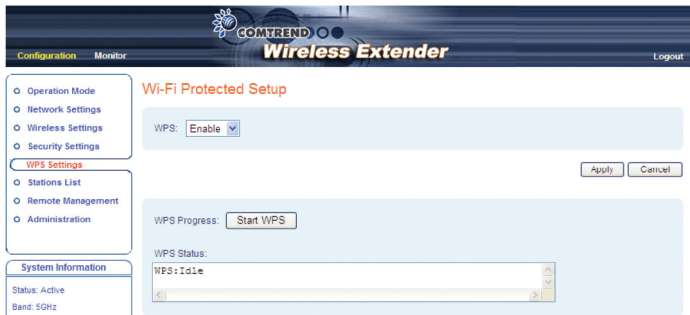 COMTREND
Wireless Extender
Configuration Monitor Logout
Operation Mode
Network Settings
Wireless Settings
Security Settings
WPS Settings
Stations List
Remote Management
Administration
System Information
Status: Active
Band: 5GHz
Wi-Fi Protected Setup
WPS: Enable
Apply Cancel
WPS Progress: Start WPS
WPS Status:
WPS:Idle